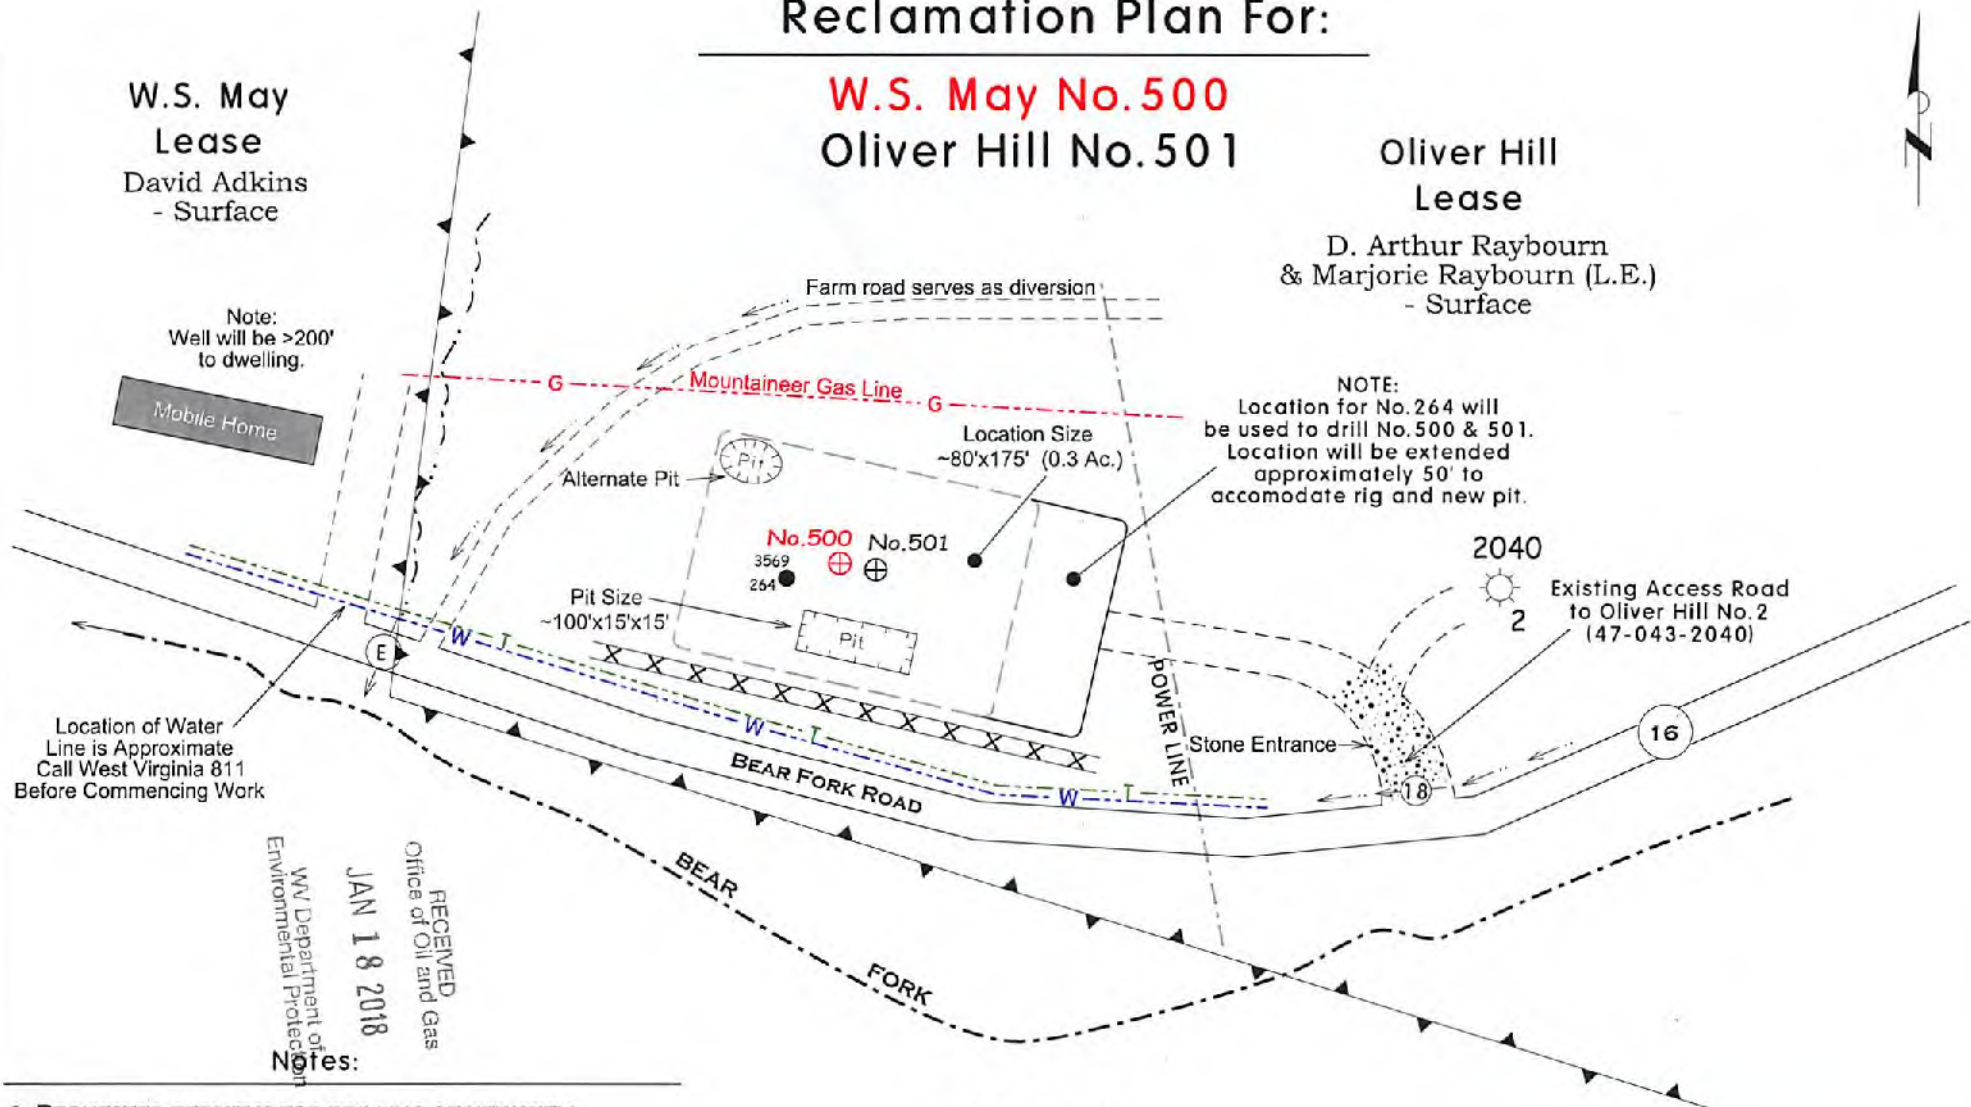 Reclamation Plan For:
W.S. May No.500
Oliver Hill No.501
W.S. May
Lease
David Adkins
- Surface
Oliver Hill
Lease
D. Arthur Raybourn
& Marjorie Raybourn (L.E.)
- Surface
N
Note:
Well will be >200'
to dwelling.
Mobile Home
Farm road serves as diversion
G
Mountaineer Gas Line
G
NOTE:
Location for No.264 will
be used to drill No.500 & 501.
Location will be extended
approximately 50' to
accomodate rig and new pit.
Location Size
~80'x175' (0.3 Ac.)
Pit
Alternate Pit
No.500
No.501
3569
264
Pit Size
~100'x15'x15'
Pit
2040
2
Existing Access Road
to Oliver Hill No.2
(47-043-2040)
POWER LINE
Stone Entrance
16
18
E
W
T
W
T
W
T
Location of Water
Line is Approximate
Call West Virginia 811
Before Commencing Work
BEAR FORK ROAD
BEAR
FORK
RECEIVED
Office of Oil and Gas
JAN 18 2018
WV Department of
Environmental Protection
Notes: